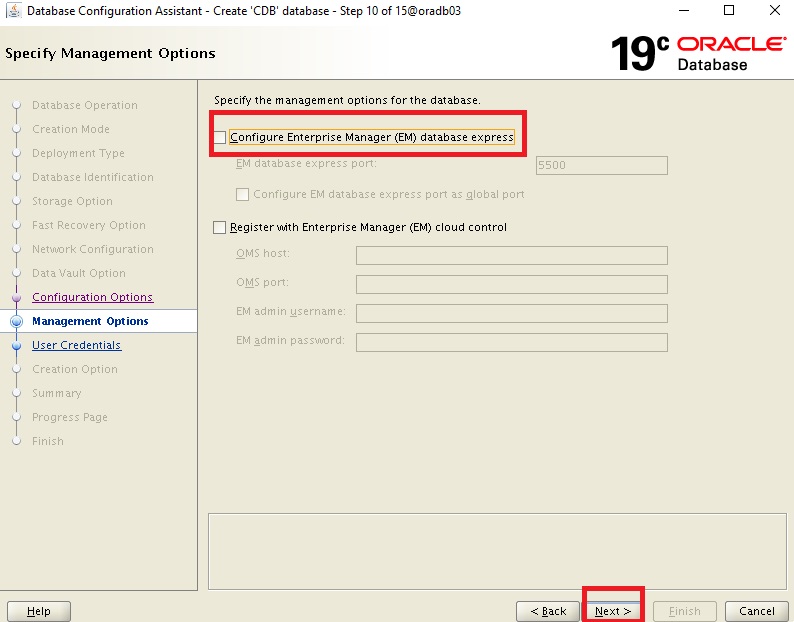 Database Configuration Assistant - Create 'CDB' database - Step 10 of 15@oradb03
Specify Management Options
19c ORACLE
Database
Database Operation
Creation Mode
Deployment Type
Database Identification
Storage Option
Fast Recovery Option
Network Configuration
Data Vault Option
Configuration Options
Management Options
User Credentials
Creation Option
Summary
Progress Page
Finish
Specify the management options for the database.
Configure Enterprise Manager (EM) database express
EM database express port: 5500
Configure EM database express port as global port
Register with Enterprise Manager (EM) cloud control
OMS host:
OMS port:
EM admin username:
EM admin password:
Help < Back Next > Finish Cancel